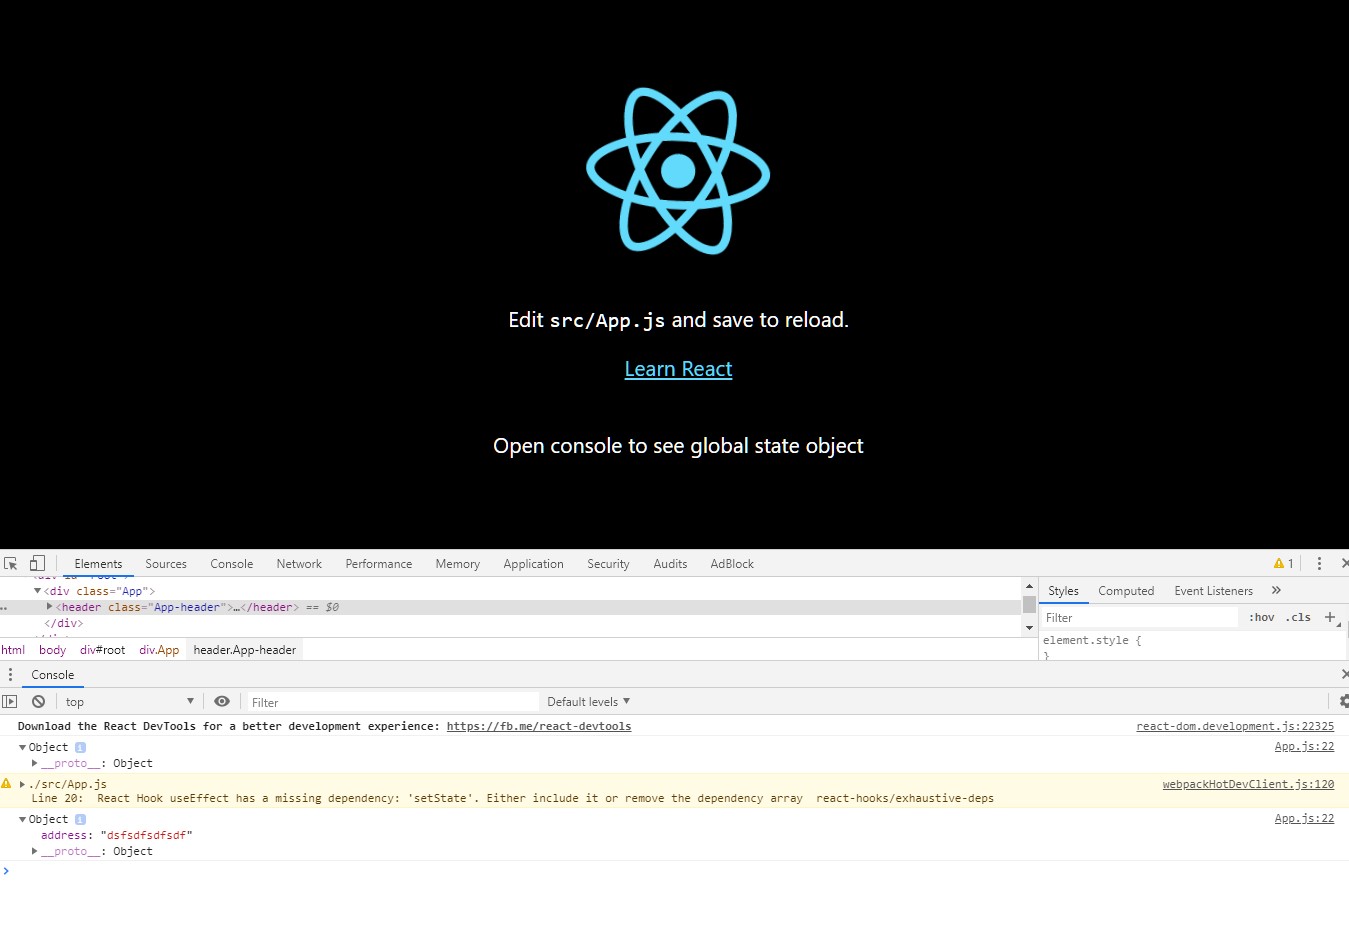 Edit src/App.js and save to reload.
Learn React
Open console to see global state object
Elements Sources Console Network Performance Memory Application Security Audits AdBlock 1
▼<div class="App">
▶<header class="App-header">…</header> == $0
</div>
html body div#root div.App header.App-header
Styles Computed Event Listeners »
Filter :hov .cls +
element.style {
}
Console
top Filter Default levels ▼
Download the React DevTools for a better development experience: https://fb.me/react-devtools react-dom.development.js:22325
▼Object i App.js:22
▶__proto__: Object
▶./src/App.js webpackHotDevClient.js:120
Line 20: React Hook useEffect has a missing dependency: 'setState'. Either include it or remove the dependency array react-hooks/exhaustive-deps
▼Object i App.js:22
address: "dsfsdfsdfsdf"
▶__proto__: Object